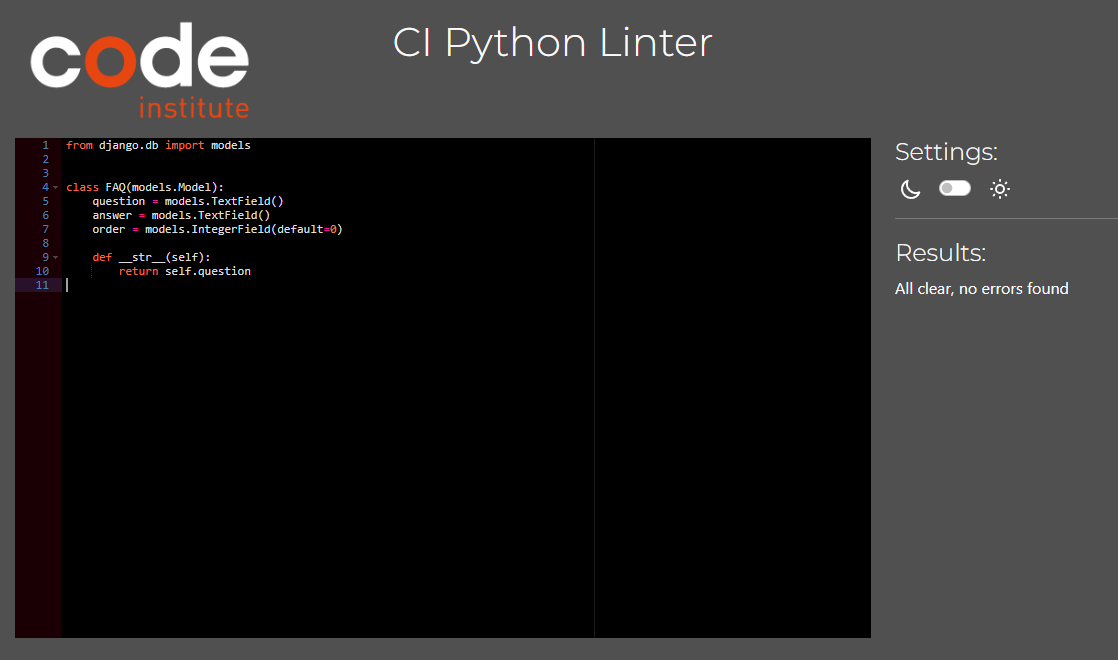 code
institute
CI Python Linter
1 from django.db import models
2
3
4 class FAQ(models.Model):
5     question = models.TextField()
6     answer = models.TextField()
7     order = models.IntegerField(default=0)
8
9     def __str__(self):
10         return self.question
11
Settings:
Results:
All clear, no errors found